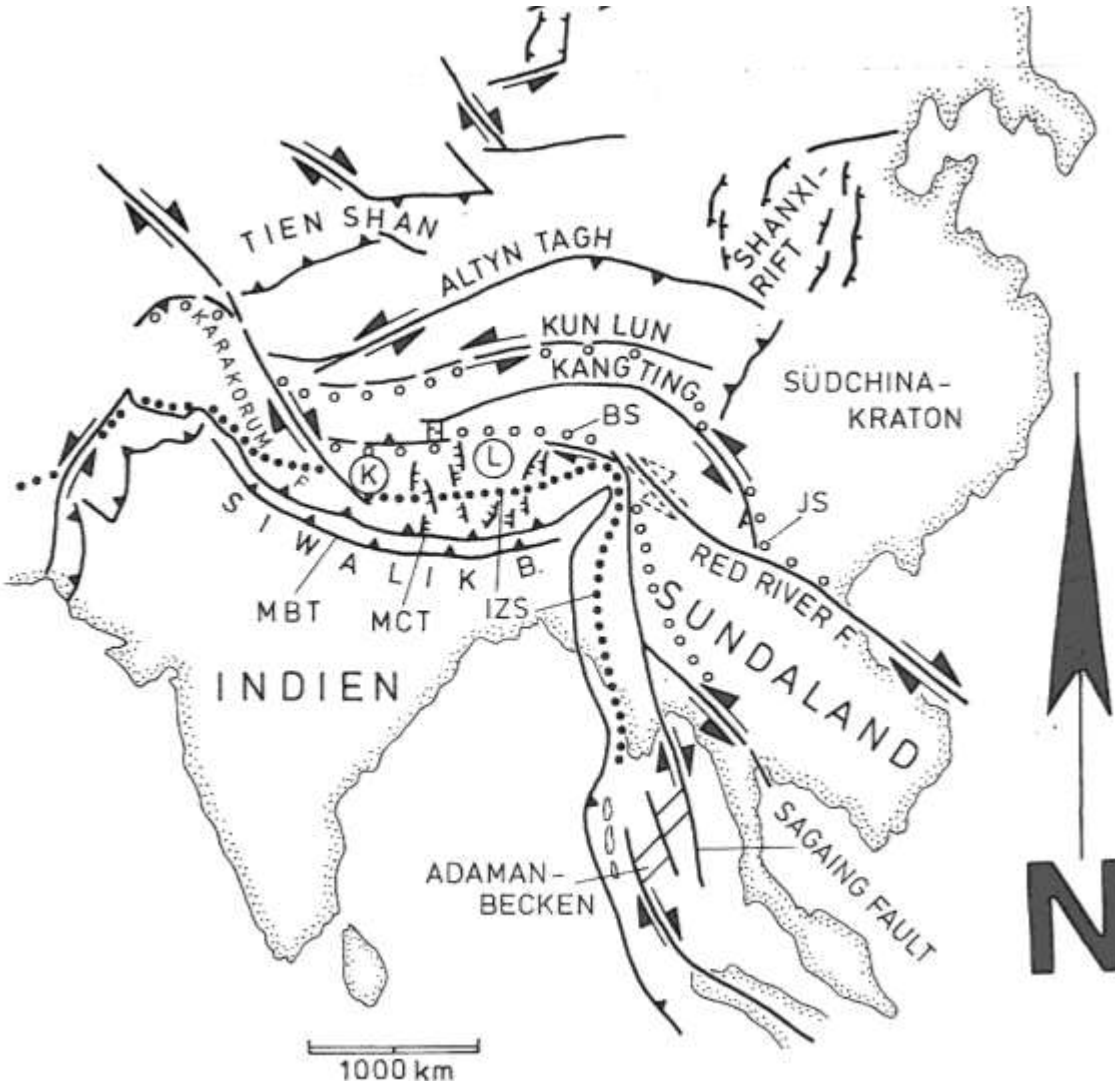 TIEN SHAN
ALTYN TAGH
SHANXI-
RIFT
KUN LUN
KANG TING
KARAKORUM F.
SÜDCHINA-
KRATON
BS
K
L
JS
SIWALIK B.
RED RIVER F.
MBT
MCT
IZS
SUNDALAND
INDIEN
SAGAING FAULT
ADAMAN-
BECKEN
N
1000 km